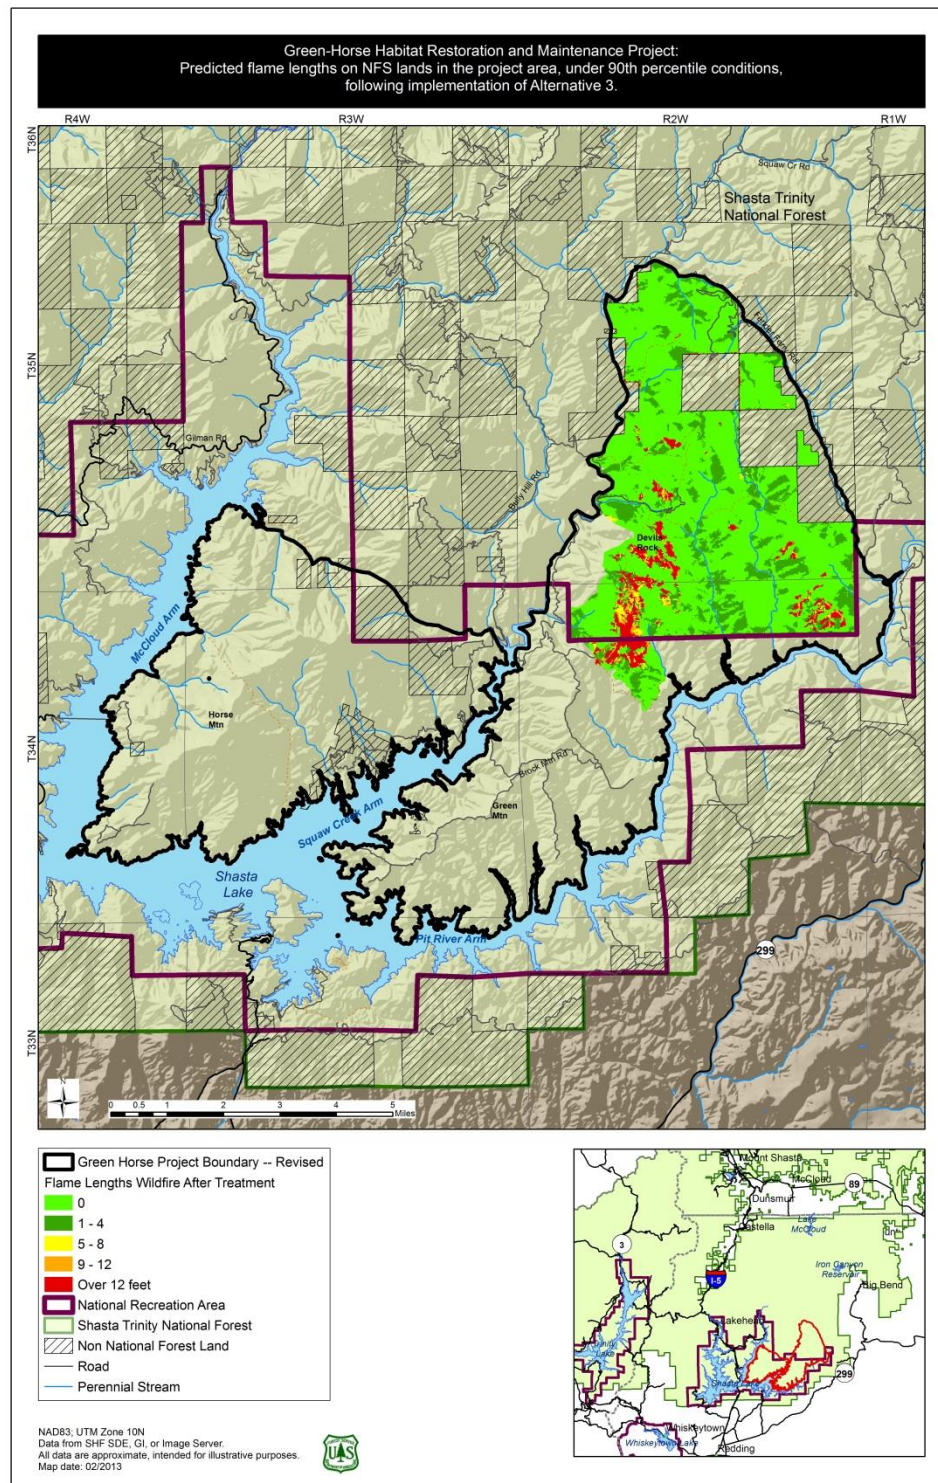 Green-Horse Habitat Restoration and Maintenance Project:
Predicted flame lengths on NFS lands in the project area, under 90th percentile conditions,
following implementation of Alternative 3.
R4W
R3W
R2W
R1W
T36N
Squaw Cr Rd
Shasta Trinity
National Forest
T35N
Gilman Rd
Bully Hill Rd.
Devils
Rock
McCloud Arm
Horse
Mtn
T34N
Brock Mtn Rd
Squaw Creek Arm
Green
Mtn
Shasta
Lake
Pit River Arm
299
T33N
N
0 0.5 1 2 3 4 5
Miles
Green Horse Project Boundary -- Revised
Flame Lengths Wildfire After Treatment
0
1 - 4
5 - 8
9 - 12
Over 12 feet
National Recreation Area
Shasta Trinity National Forest
Non National Forest Land
Road
Perennial Stream
Mount Shasta
McCloud
89
Dunsmuir
Lake
McCloud
Castella
3
Iron Canyon
Reservoir
I-5
Big Bend
Lakehead
Trinity
Lake
Shasta Lake
299
Whiskeytown
Whiskeytown Lake
Redding
NAD83; UTM Zone 10N
Data from SHF SDE, GI, or Image Server.
All data are approximate, intended for illustrative purposes.
Map date: 02/2013
FOREST SERVICE
UAS